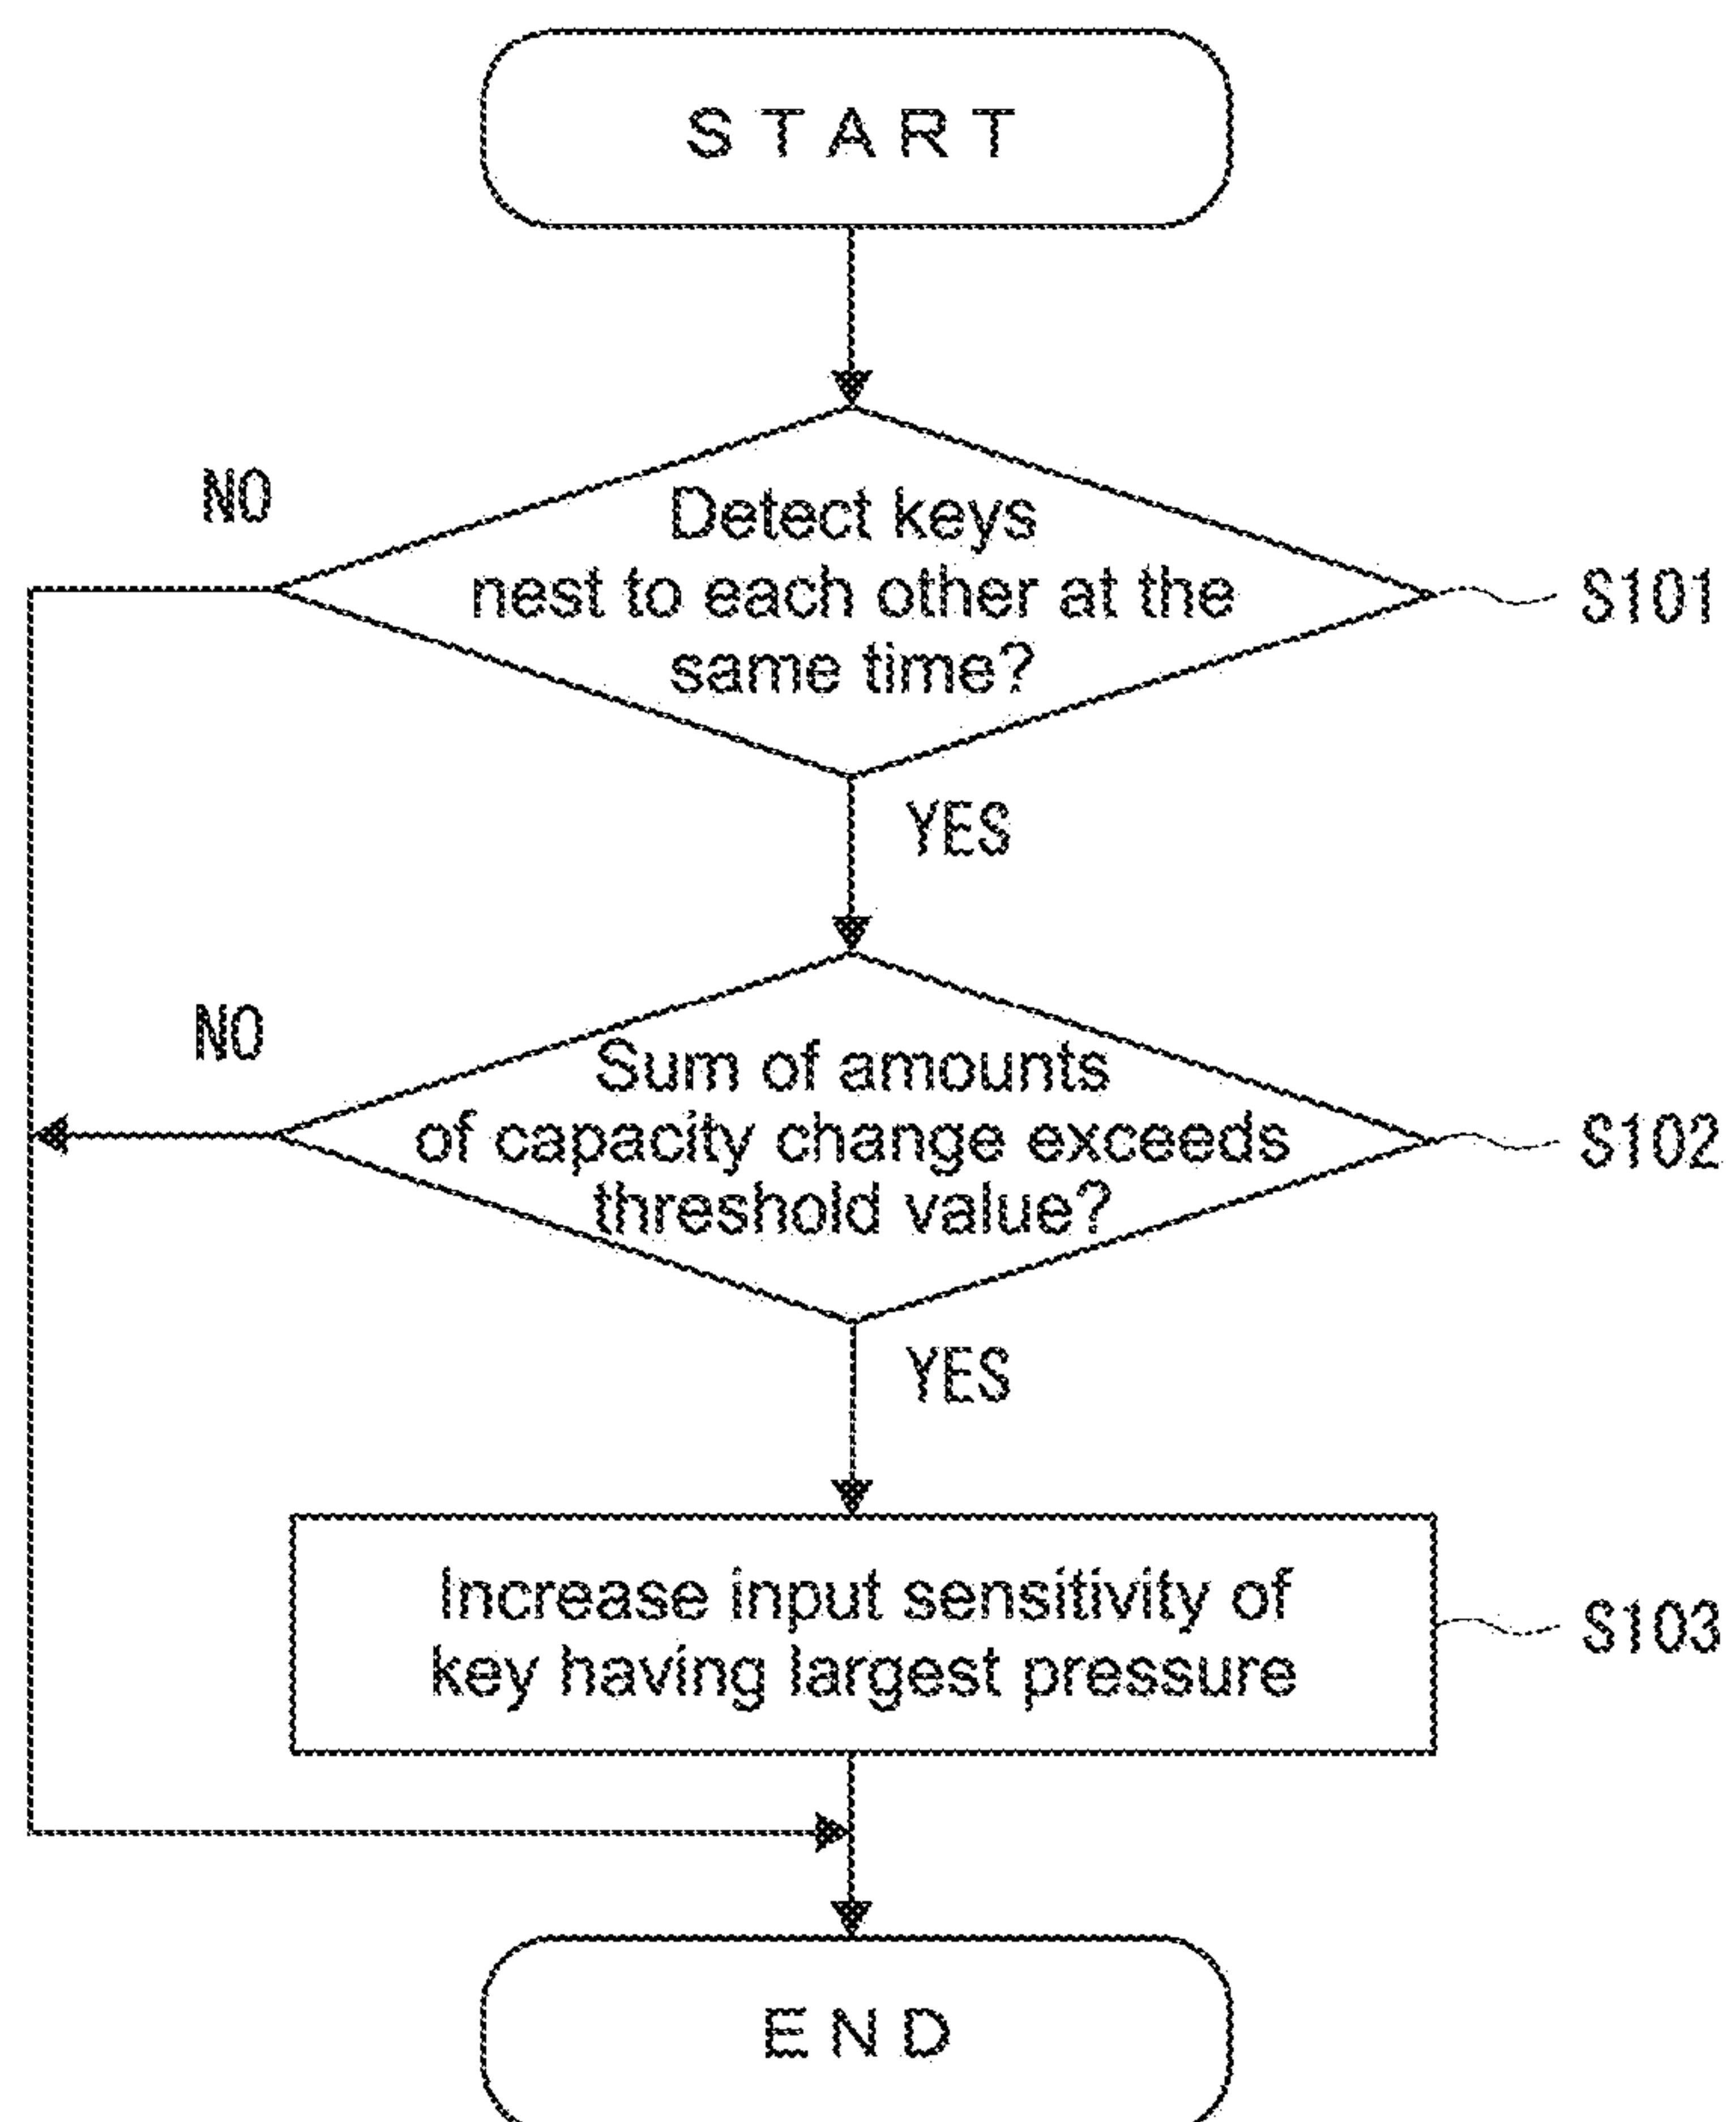 START
NO
Detect keys
nest to each other at the
same time?
S101
YES
NO
Sum of amounts
of capacity change exceeds
threshold value?
S102
YES
Increase input sensitivity of
key having largest pressure
S103
END